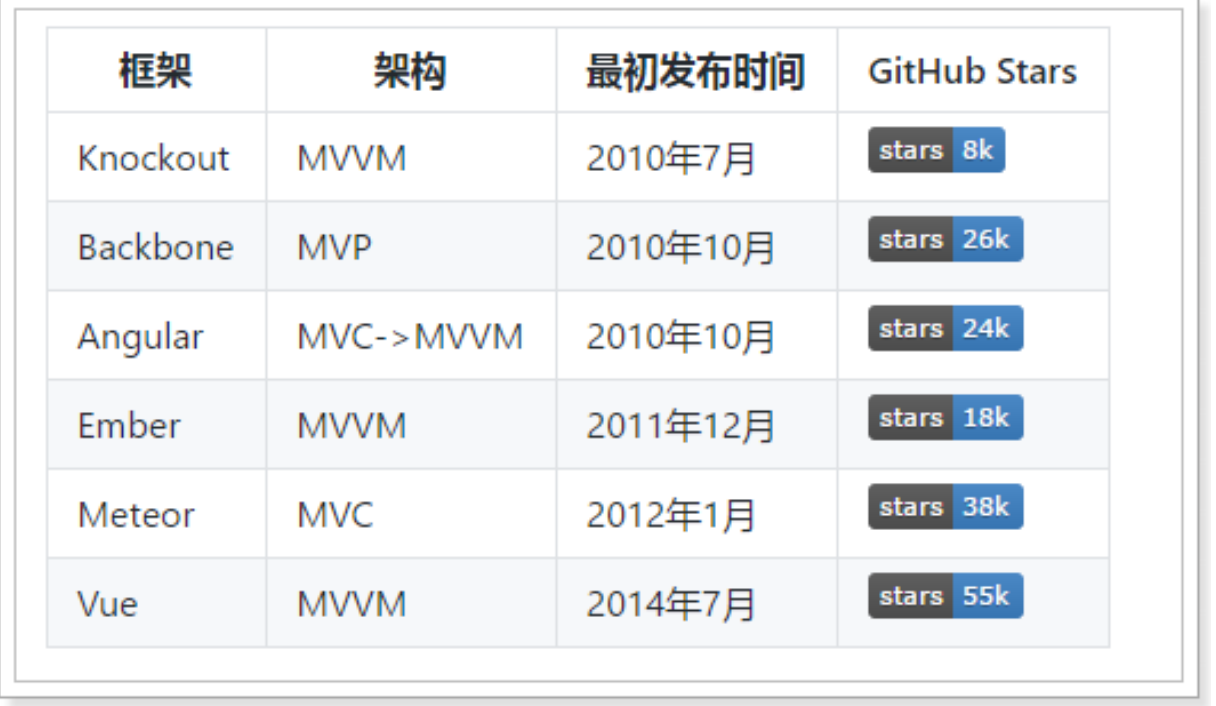 框架 架构 最初发布时间 GitHub Stars
Knockout MVVM 2010年7月 stars 8k
Backbone MVP 2010年10月 stars 26k
Angular MVC->MVVM 2010年10月 stars 24k
Ember MVVM 2011年12月 stars 18k
Meteor MVC 2012年1月 stars 38k
Vue MVVM 2014年7月 stars 55k